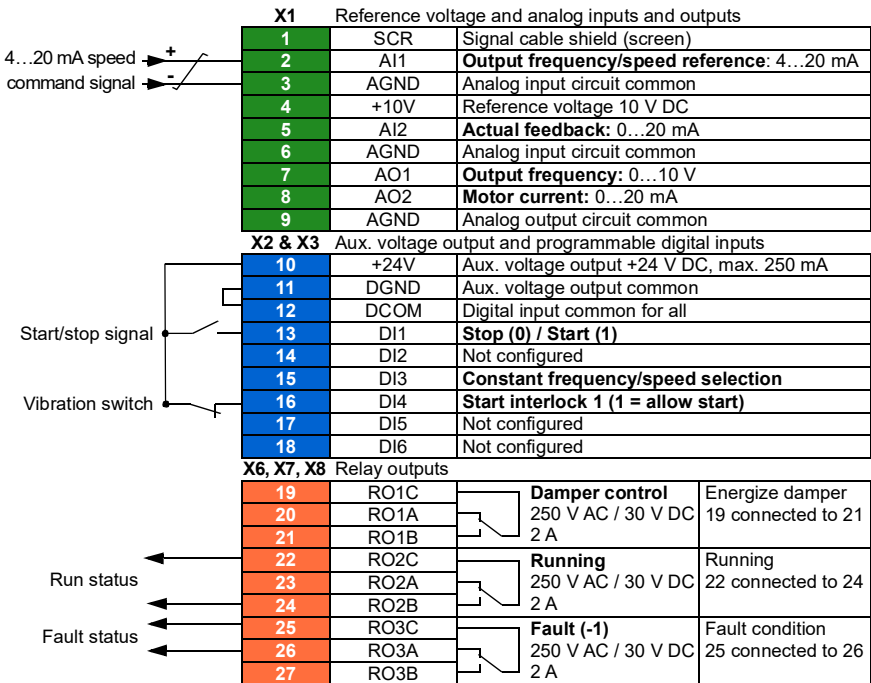 X1 Reference voltage and analog inputs and outputs
1 SCR Signal cable shield (screen)
4…20 mA speed + 2 AI1 Output frequency/speed reference: 4…20 mA
command signal - 3 AGND Analog input circuit common
4 +10V Reference voltage 10 V DC
5 AI2 Actual feedback: 0…20 mA
6 AGND Analog input circuit common
7 AO1 Output frequency: 0…10 V
8 AO2 Motor current: 0…20 mA
9 AGND Analog output circuit common
X2 & X3 Aux. voltage output and programmable digital inputs
10 +24V Aux. voltage output +24 V DC, max. 250 mA
11 DGND Aux. voltage output common
12 DCOM Digital input common for all
Start/stop signal 13 DI1 Stop (0) / Start (1)
14 DI2 Not configured
15 DI3 Constant frequency/speed selection
Vibration switch 16 DI4 Start interlock 1 (1 = allow start)
17 DI5 Not configured
18 DI6 Not configured
X6, X7, X8 Relay outputs
19 RO1C Damper control Energize damper
20 RO1A 250 V AC / 30 V DC 19 connected to 21
21 RO1B 2 A
22 RO2C Running Running
Run status 23 RO2A 250 V AC / 30 V DC 22 connected to 24
24 RO2B 2 A
Fault status 25 RO3C Fault (-1) Fault condition
26 RO3A 250 V AC / 30 V DC 25 connected to 26
27 RO3B 2 A